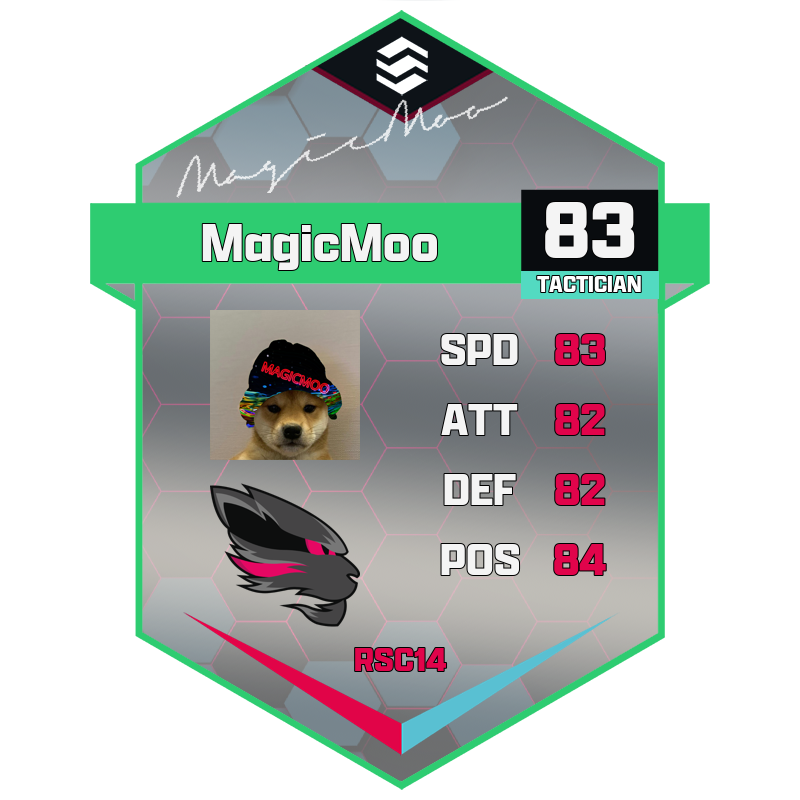 MagicMoo
MagicMoo
83
TACTICIAN
MAGICMOO
SPD 83
ATT 82
DEF 82
POS 84
RSC14